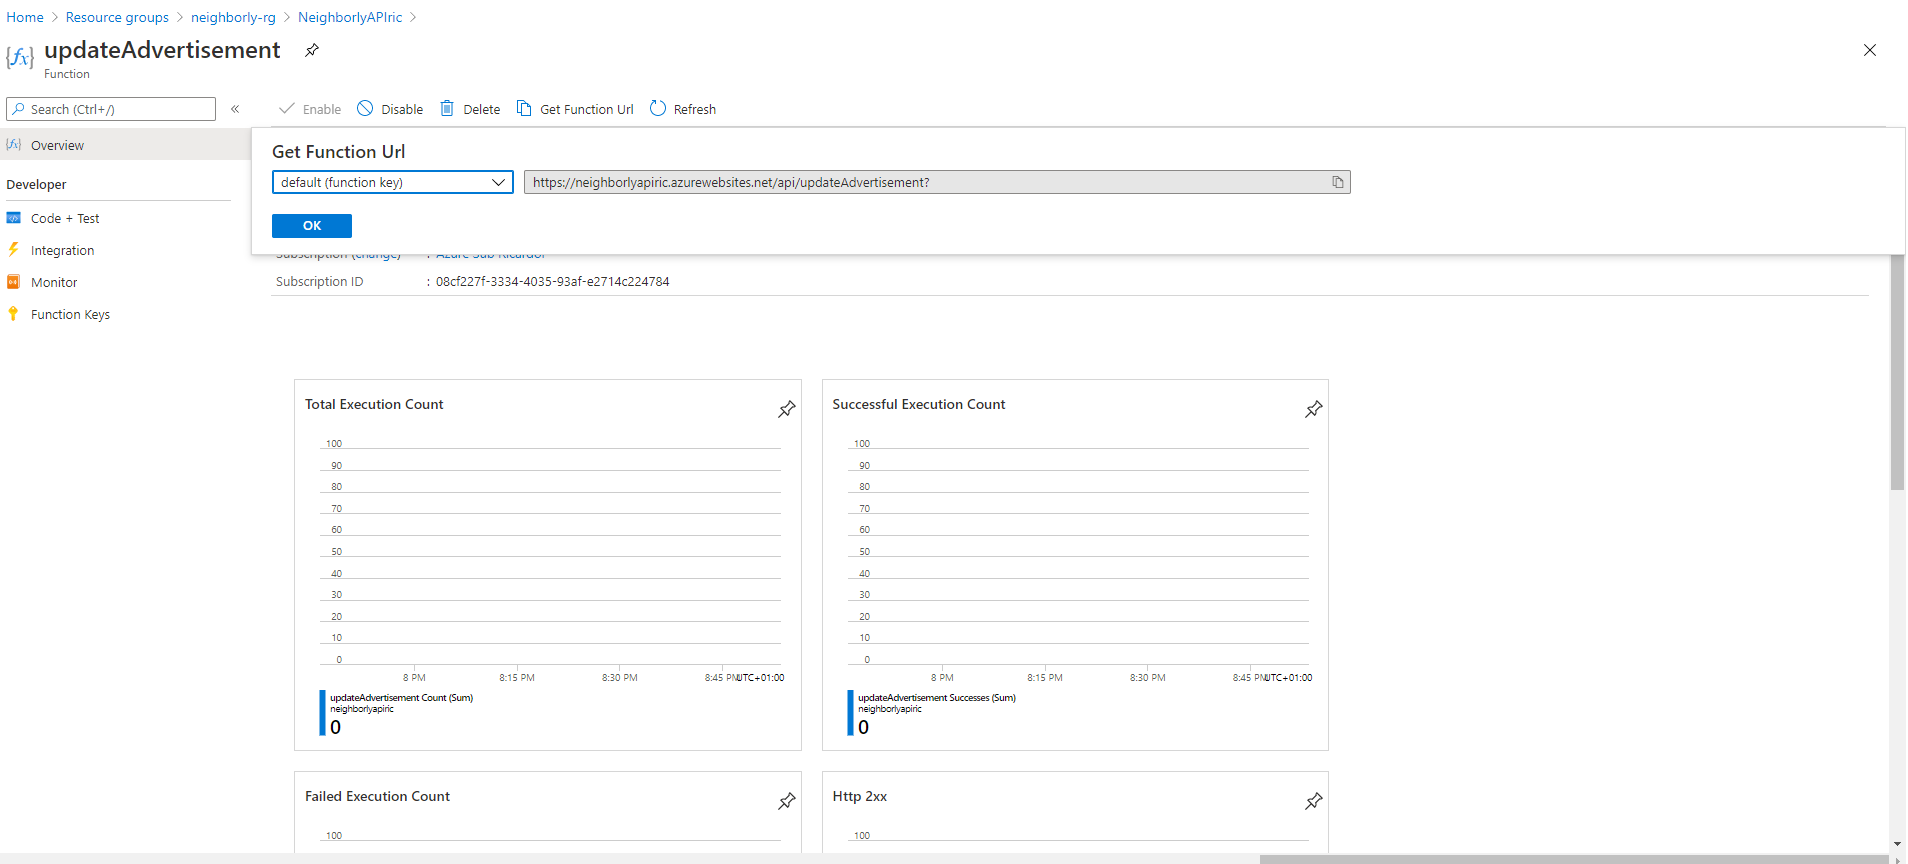 Home > Resource groups > neighborly-rg > NeighborlyAPIric >
updateAdvertisement
Function
Search (Ctrl+/)
«
Enable
Disable
Delete
Get Function Url
Refresh
Overview
Developer
Code + Test
Integration
Monitor
Function Keys
Get Function Url
default (function key)
https://neighborlyapiric.azurewebsites.net/api/updateAdvertisement?
OK
Subscription (change) : Azure Sub Ricardor
Subscription ID : 08cf227f-3334-4035-93af-e2714c224784
Total Execution Count
100
90
80
70
60
50
40
30
20
10
0
8 PM 8:15 PM 8:30 PM 8:45 PM UTC+01:00
updateAdvertisement Count (Sum)
neighborlyapiric
0
Successful Execution Count
100
90
80
70
60
50
40
30
20
10
0
8 PM 8:15 PM 8:30 PM 8:45 PM UTC+01:00
updateAdvertisement Successes (Sum)
neighborlyapiric
0
Failed Execution Count
100
Http 2xx
100